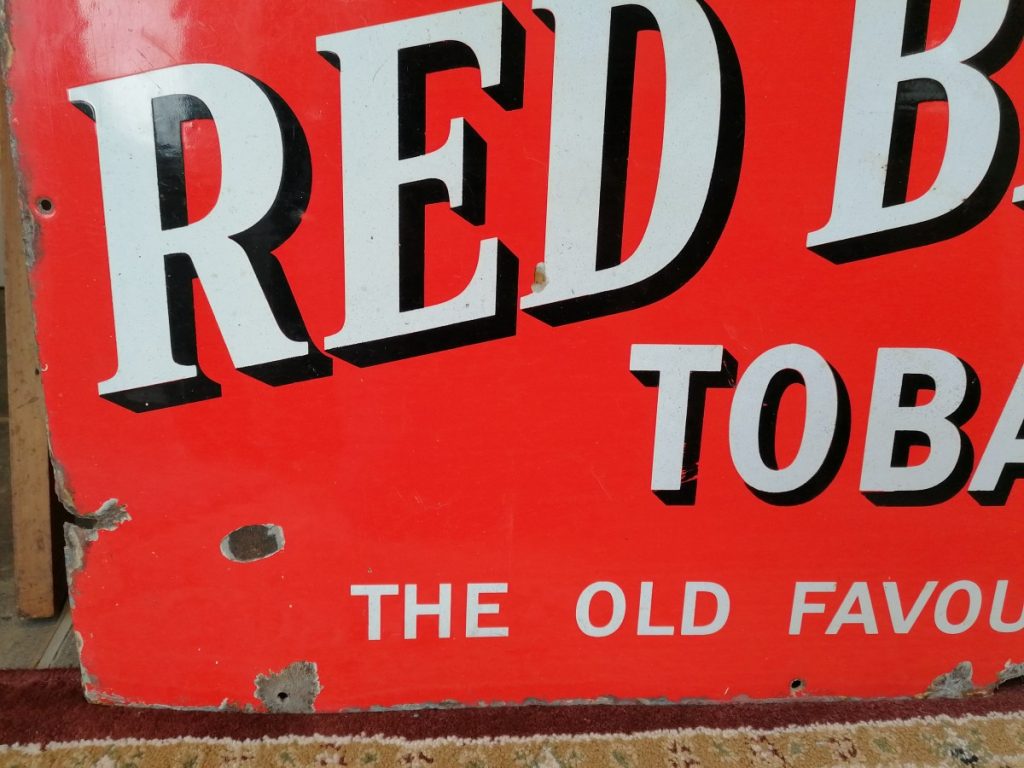 RED B
TOBA
THE OLD FAVOU